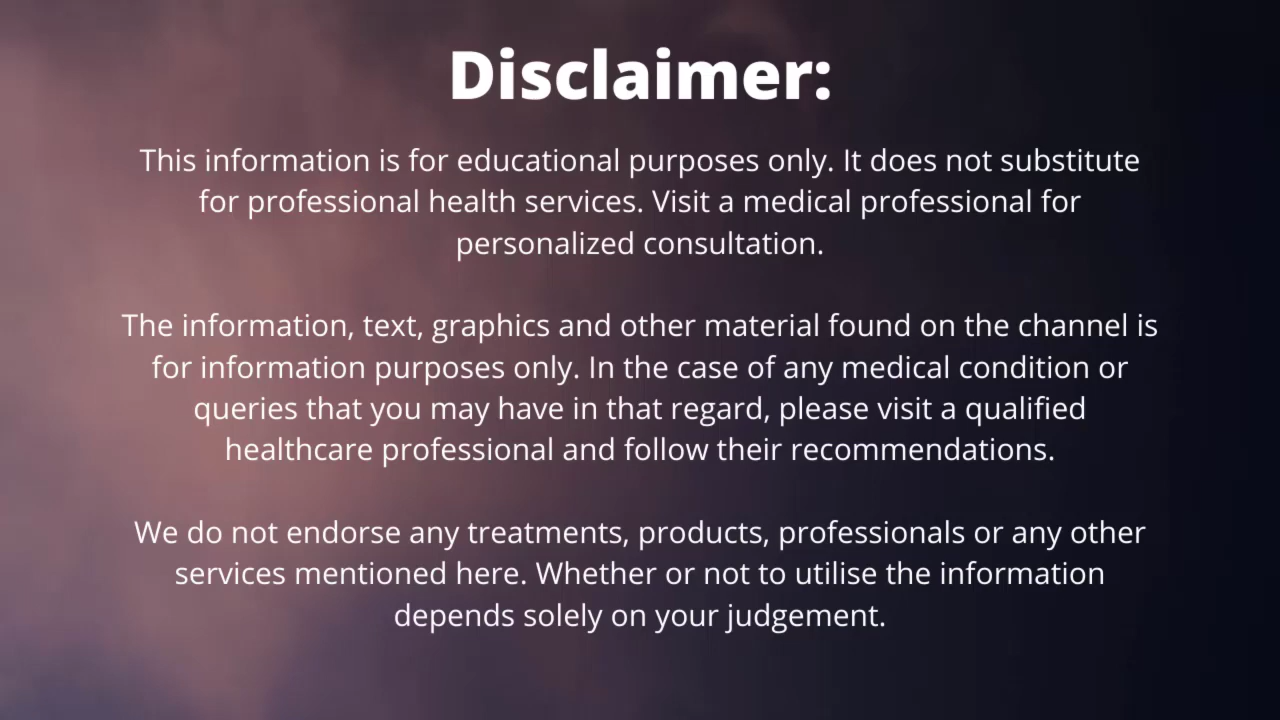 Disclaimer:
This information is for educational purposes only. It does not substitute
for professional health services. Visit a medical professional for
personalized consultation.
The information, text, graphics and other material found on the channel is
for information purposes only. In the case of any medical condition or
queries that you may have in that regard, please visit a qualified
healthcare professional and follow their recommendations.
We do not endorse any treatments, products, professionals or any other
services mentioned here. Whether or not to utilise the information
depends solely on your judgement.